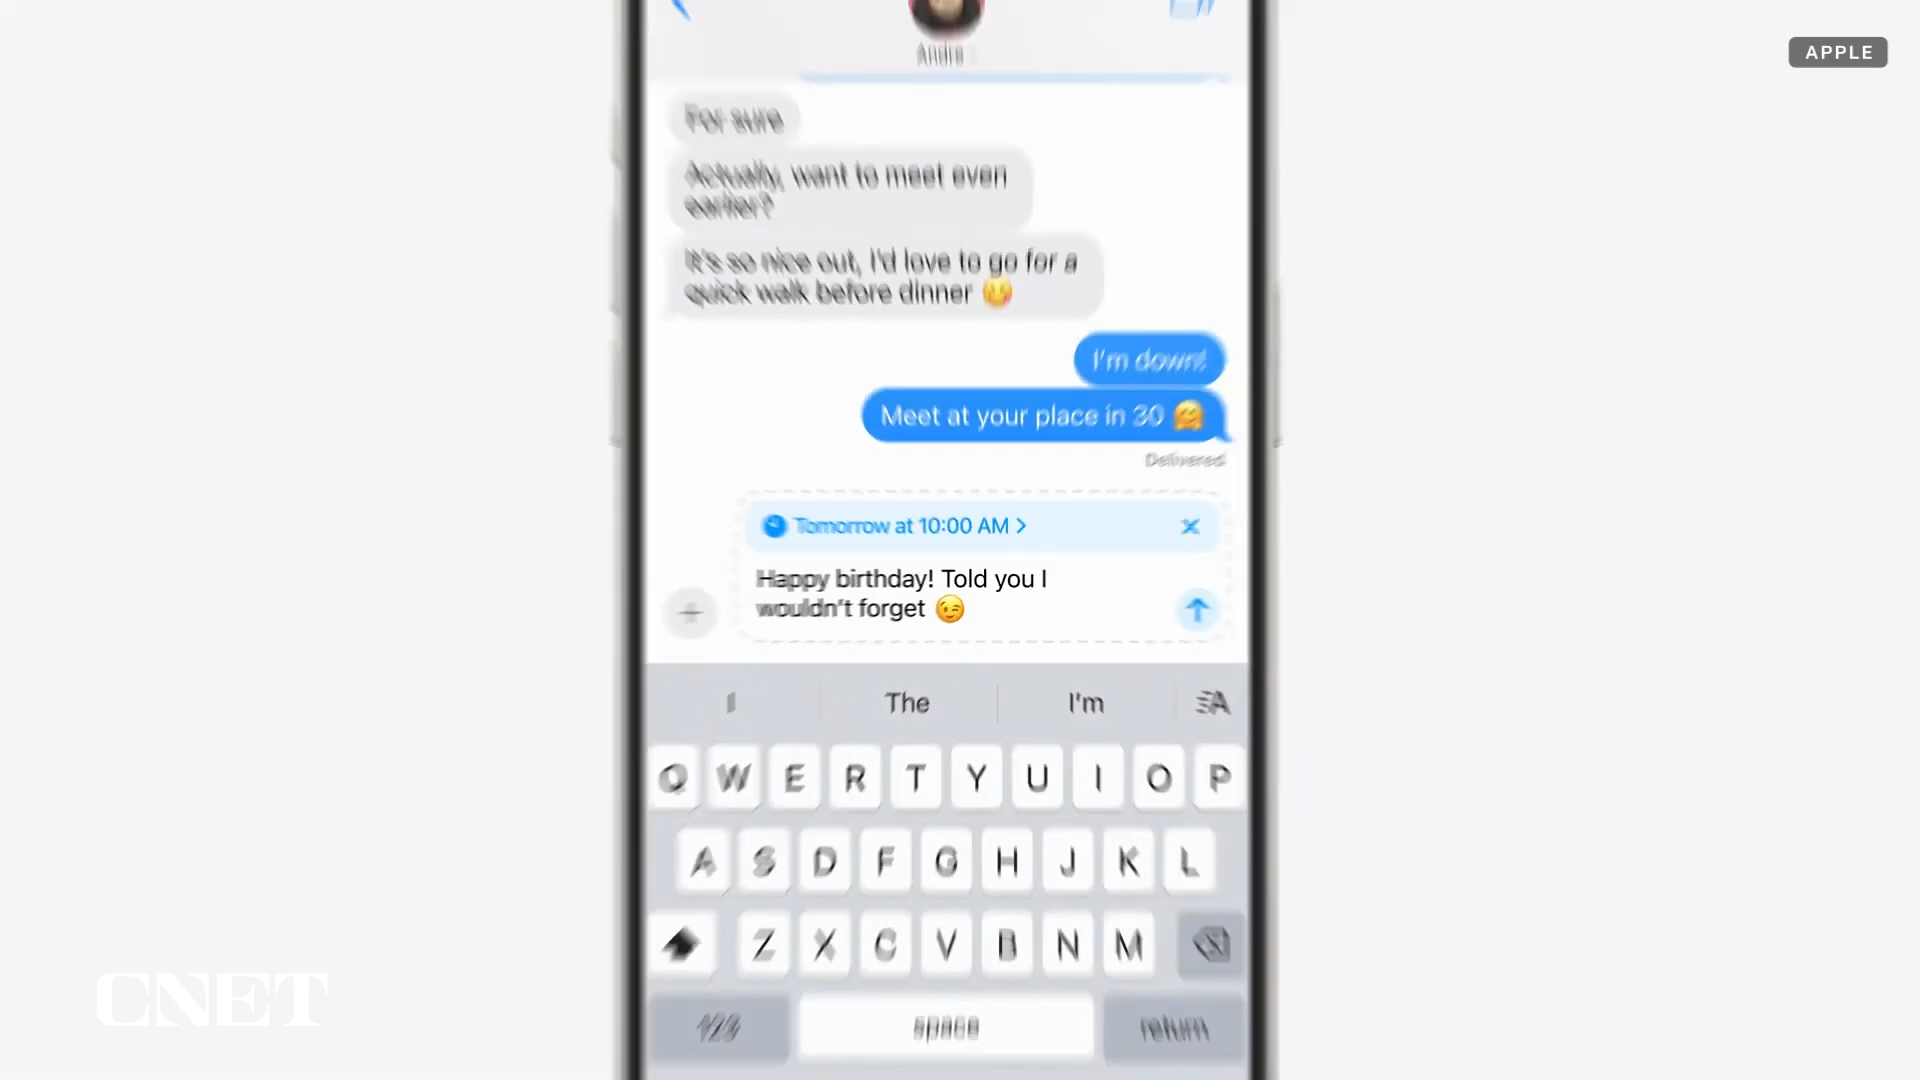 APPLE
Andre
For sure
Actually, want to meet even
earlier?
It's so nice out, I'd love to go for a
quick walk before dinner 😋
I'm down!
Meet at your place in 30 🤗
Delivered
Tomorrow at 10:00 AM >
Happy birthday! Told you I
wouldn't forget 😉
I The I'm
Q W E R T Y U I O P
A S D F G H J K L
Z X C V B N M
123 space return
CNET